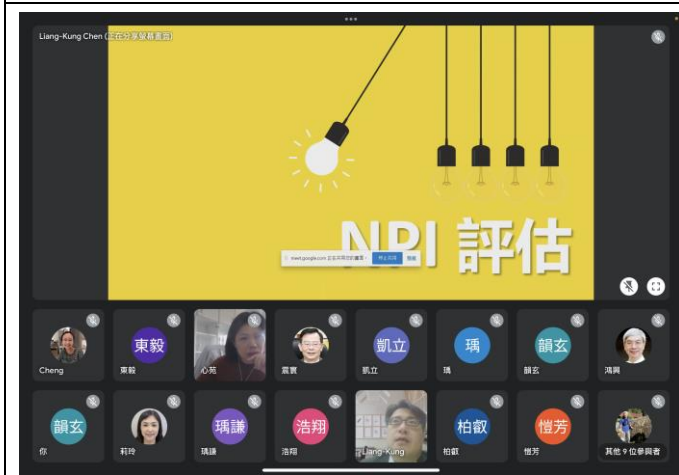 Liang-Kung Chen (正在分享螢幕畫面)
NPI 評估
meet.google.com 正在共用您的畫面。 停止共用 隱藏
Cheng
東毅
東毅
心苑
震寰
凱立
凱立
瑀
瑀
韻玄
韻玄
鴻興
韻玄
你
莉玲
瑀謙
瑀謙
浩翔
浩翔
Liang-Kung
柏叡
柏叡
愷芳
愷芳
其他 9 位參與者